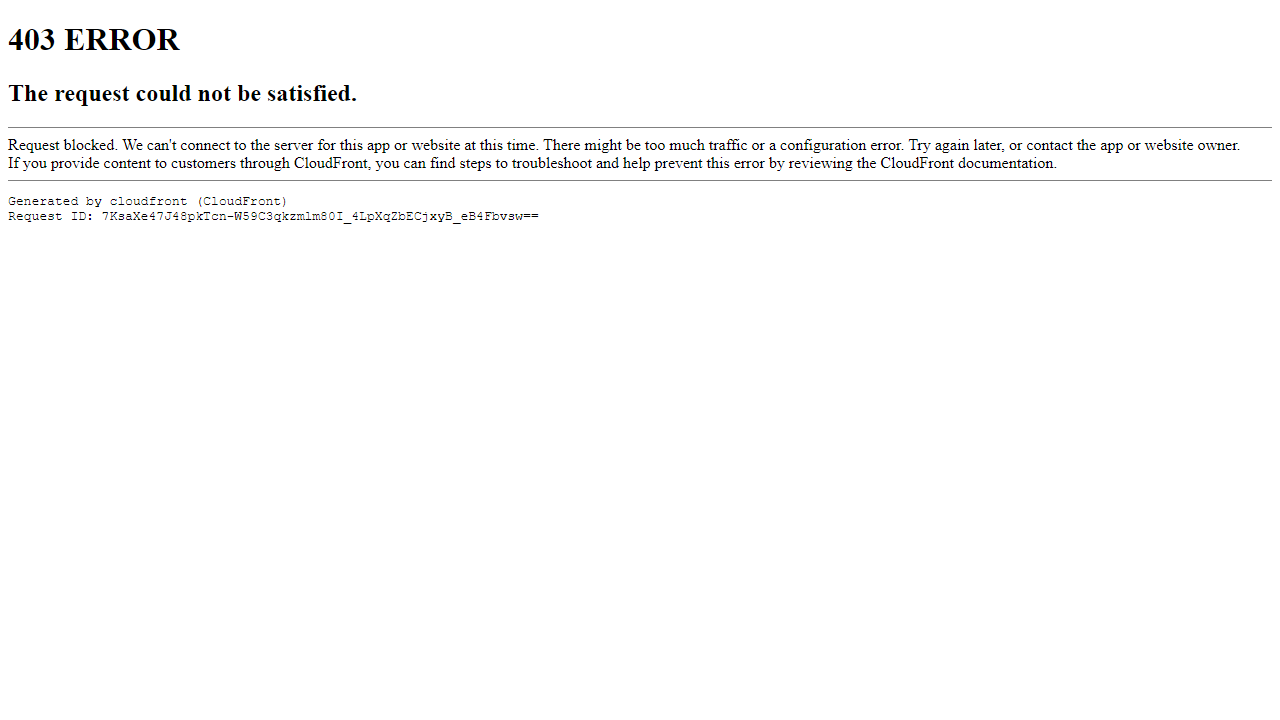 403 ERROR
The request could not be satisfied.
Request blocked. We can't connect to the server for this app or website at this time. There might be too much traffic or a configuration error. Try again later, or contact the app or website owner.
If you provide content to customers through CloudFront, you can find steps to troubleshoot and help prevent this error by reviewing the CloudFront documentation.
Generated by cloudfront (CloudFront)
Request ID: 7KsaXe47J48pkTcn-W59C3qkzmlm80I_4LpXqZbECjxyB_eB4Fbvsw==